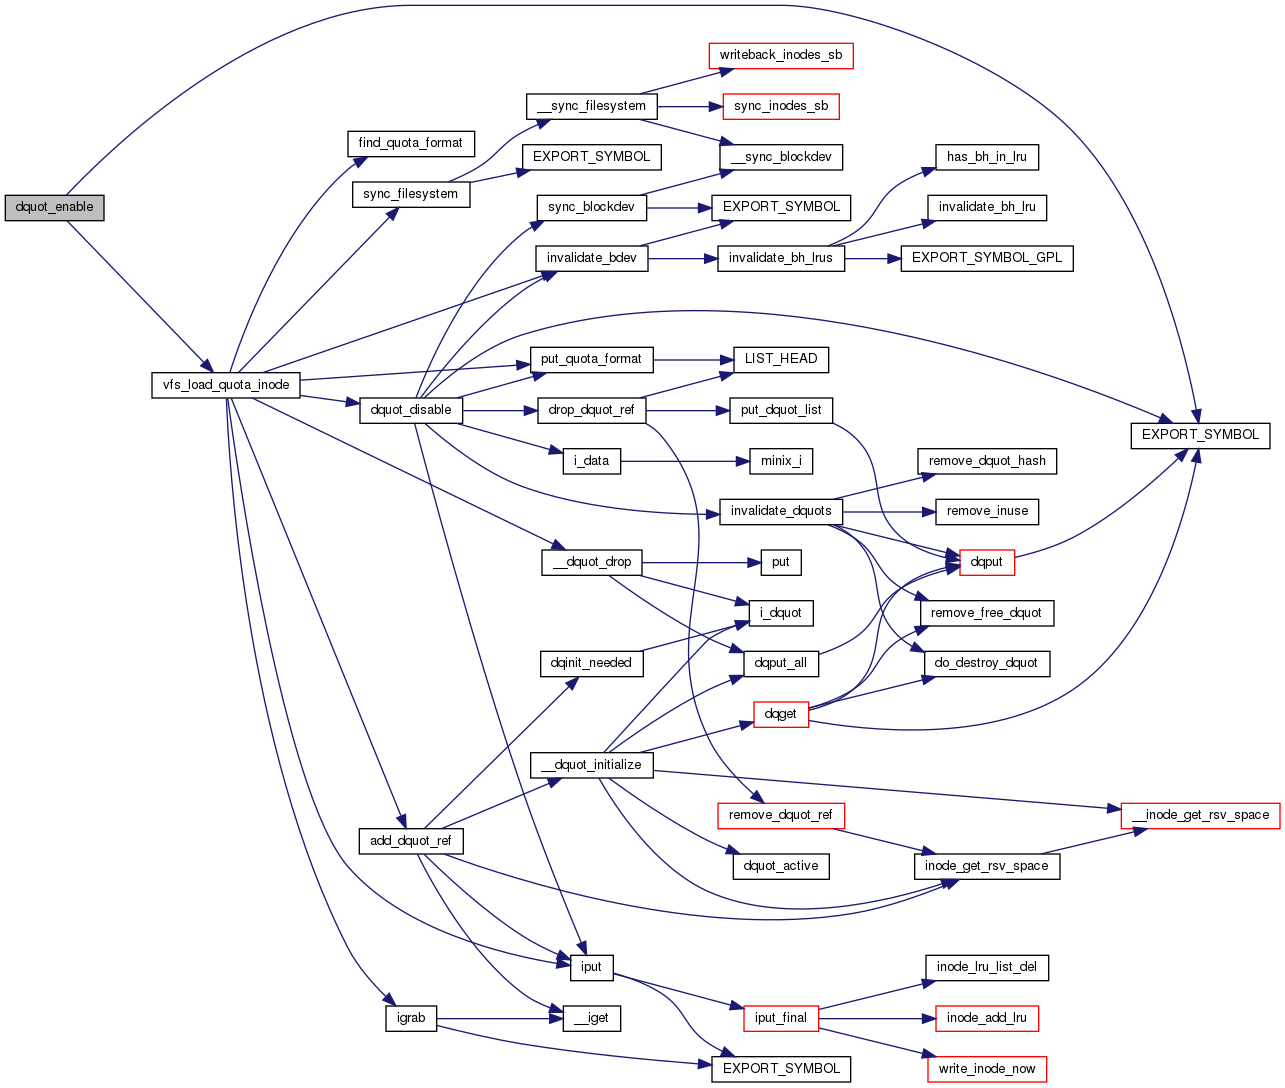 writeback_inodes_sb
__sync_filesystem
sync_inodes_sb
find_quota_format
EXPORT_SYMBOL
__sync_blockdev
has_bh_in_lru
sync_filesystem
dquot_enable
sync_blockdev
EXPORT_SYMBOL
invalidate_bh_lru
invalidate_bdev
invalidate_bh_lrus
EXPORT_SYMBOL_GPL
put_quota_format
LIST_HEAD
vfs_load_quota_inode
dquot_disable
drop_dquot_ref
put_dquot_list
EXPORT_SYMBOL
i_data
minix_i
remove_dquot_hash
invalidate_dquots
remove_inuse
__dquot_drop
put
dqput
i_dquot
remove_free_dquot
dqinit_needed
dqput_all
do_destroy_dquot
dqget
__dquot_initialize
remove_dquot_ref
__inode_get_rsv_space
add_dquot_ref
dquot_active
inode_get_rsv_space
iput
inode_lru_list_del
igrab
__iget
iput_final
inode_add_lru
EXPORT_SYMBOL
write_inode_now